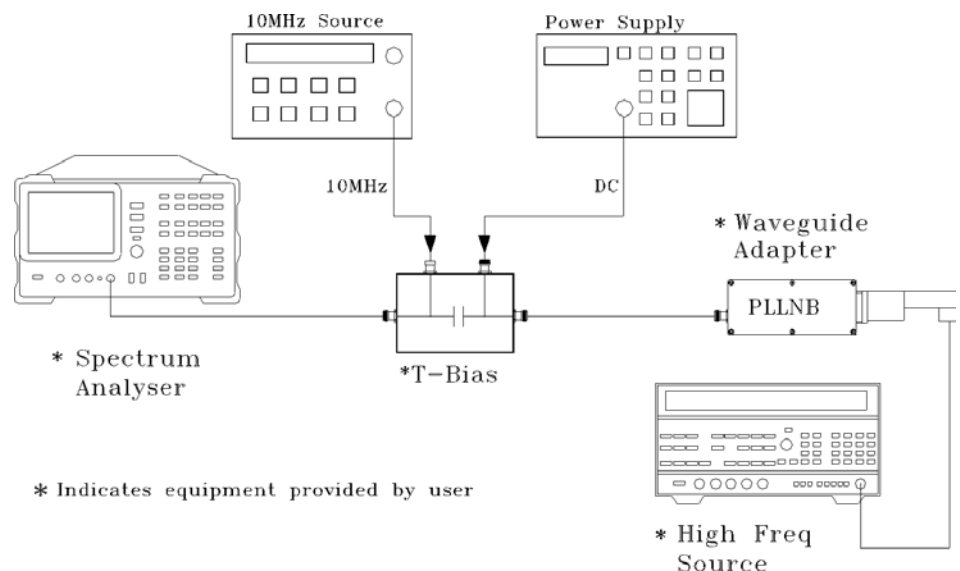 10MHz Source
Power Supply
10MHz
DC
* Waveguide
Adapter
PLLNB
* Spectrum
Analyser
*T-Bias
* Indicates equipment provided by user
* High Freq
Source